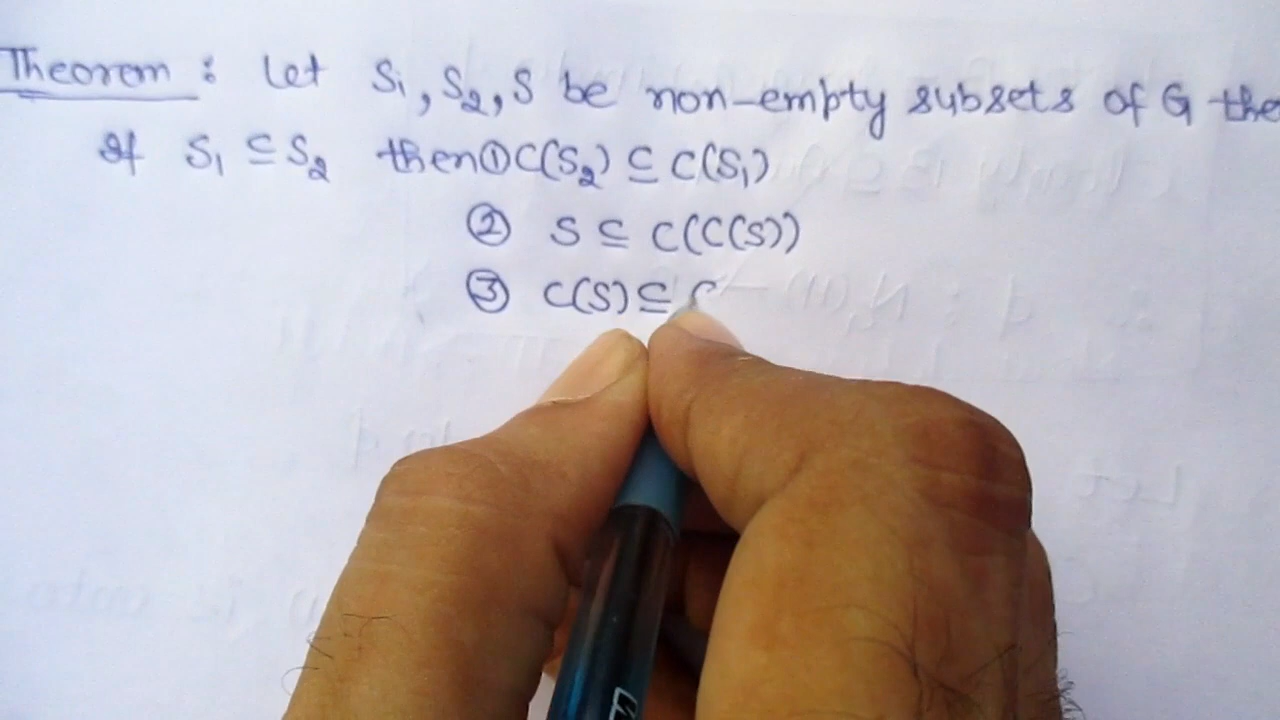 Theorem : Let S₁, S₂, S be non-empty subsets of G the
If S₁ ⊆ S₂ then ① C(S₂) ⊆ C(S₁)
② S ⊆ C(C(S))
③ C(S) ⊆ C